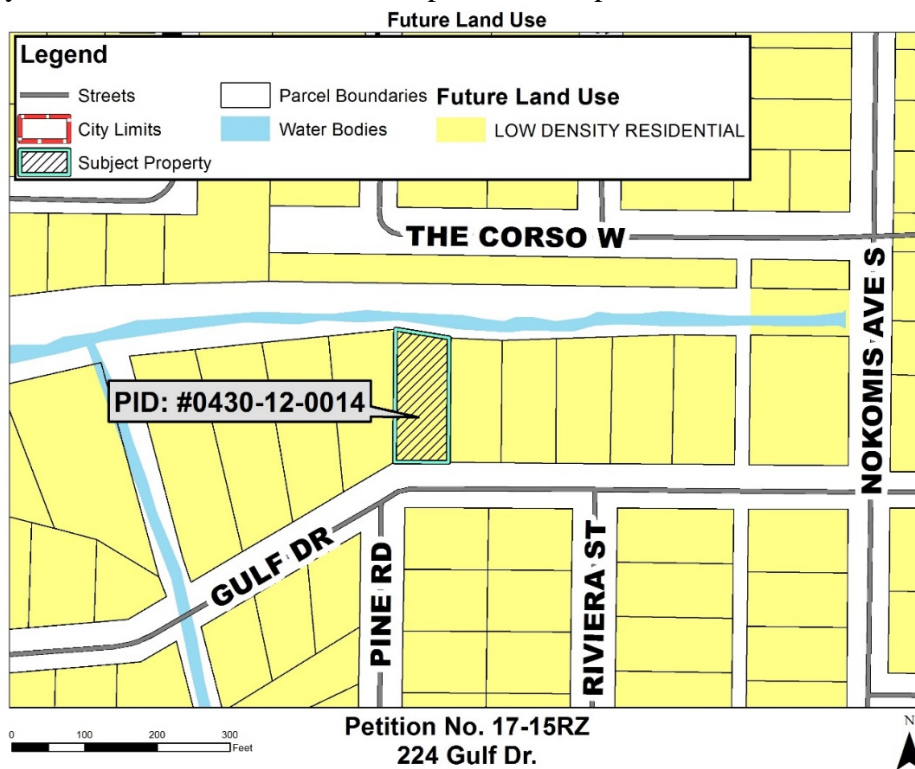 Future Land Use
Legend
Streets
Parcel Boundaries
Future Land Use
City Limits
Water Bodies
LOW DENSITY RESIDENTIAL
Subject Property
THE CORSO W
NOKOMIS AVE S
PID: #0430-12-0014
GULF DR
PINE RD
RIVIERA ST
0 100 200 300
Feet
Petition No. 17-15RZ
224 Gulf Dr.
N